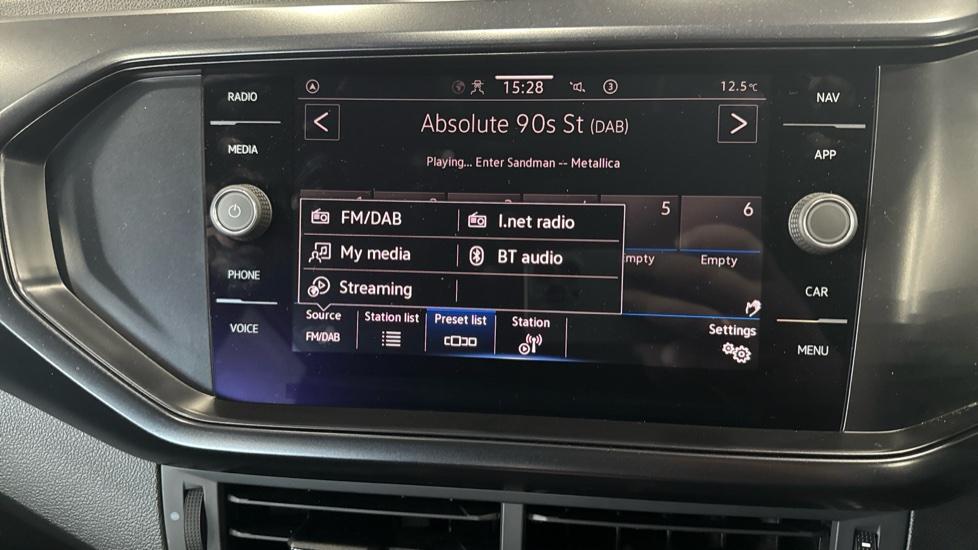 RADIO
MEDIA
PHONE
VOICE
15:28
3
12.5°C
Absolute 90s St (DAB)
Playing... Enter Sandman -- Metallica
5
6
FM/DAB
I.net radio
My media
BT audio
Streaming
Empty
Source
FM/DAB
Station list
Preset list
Station
Settings
NAV
APP
CAR
MENU